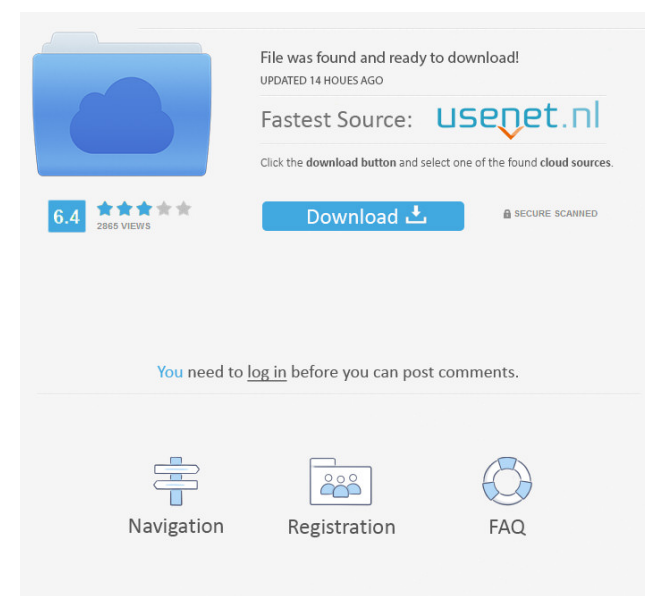 File was found and ready to download!
UPDATED 14 HOUES AGO
Fastest Source: usenet.nl
Click the download button and select one of the found cloud sources.
6.4
2865 VIEWS
Download
SECURE SCANNED
You need to log in before you can post comments.
Navigation
Registration
FAQ